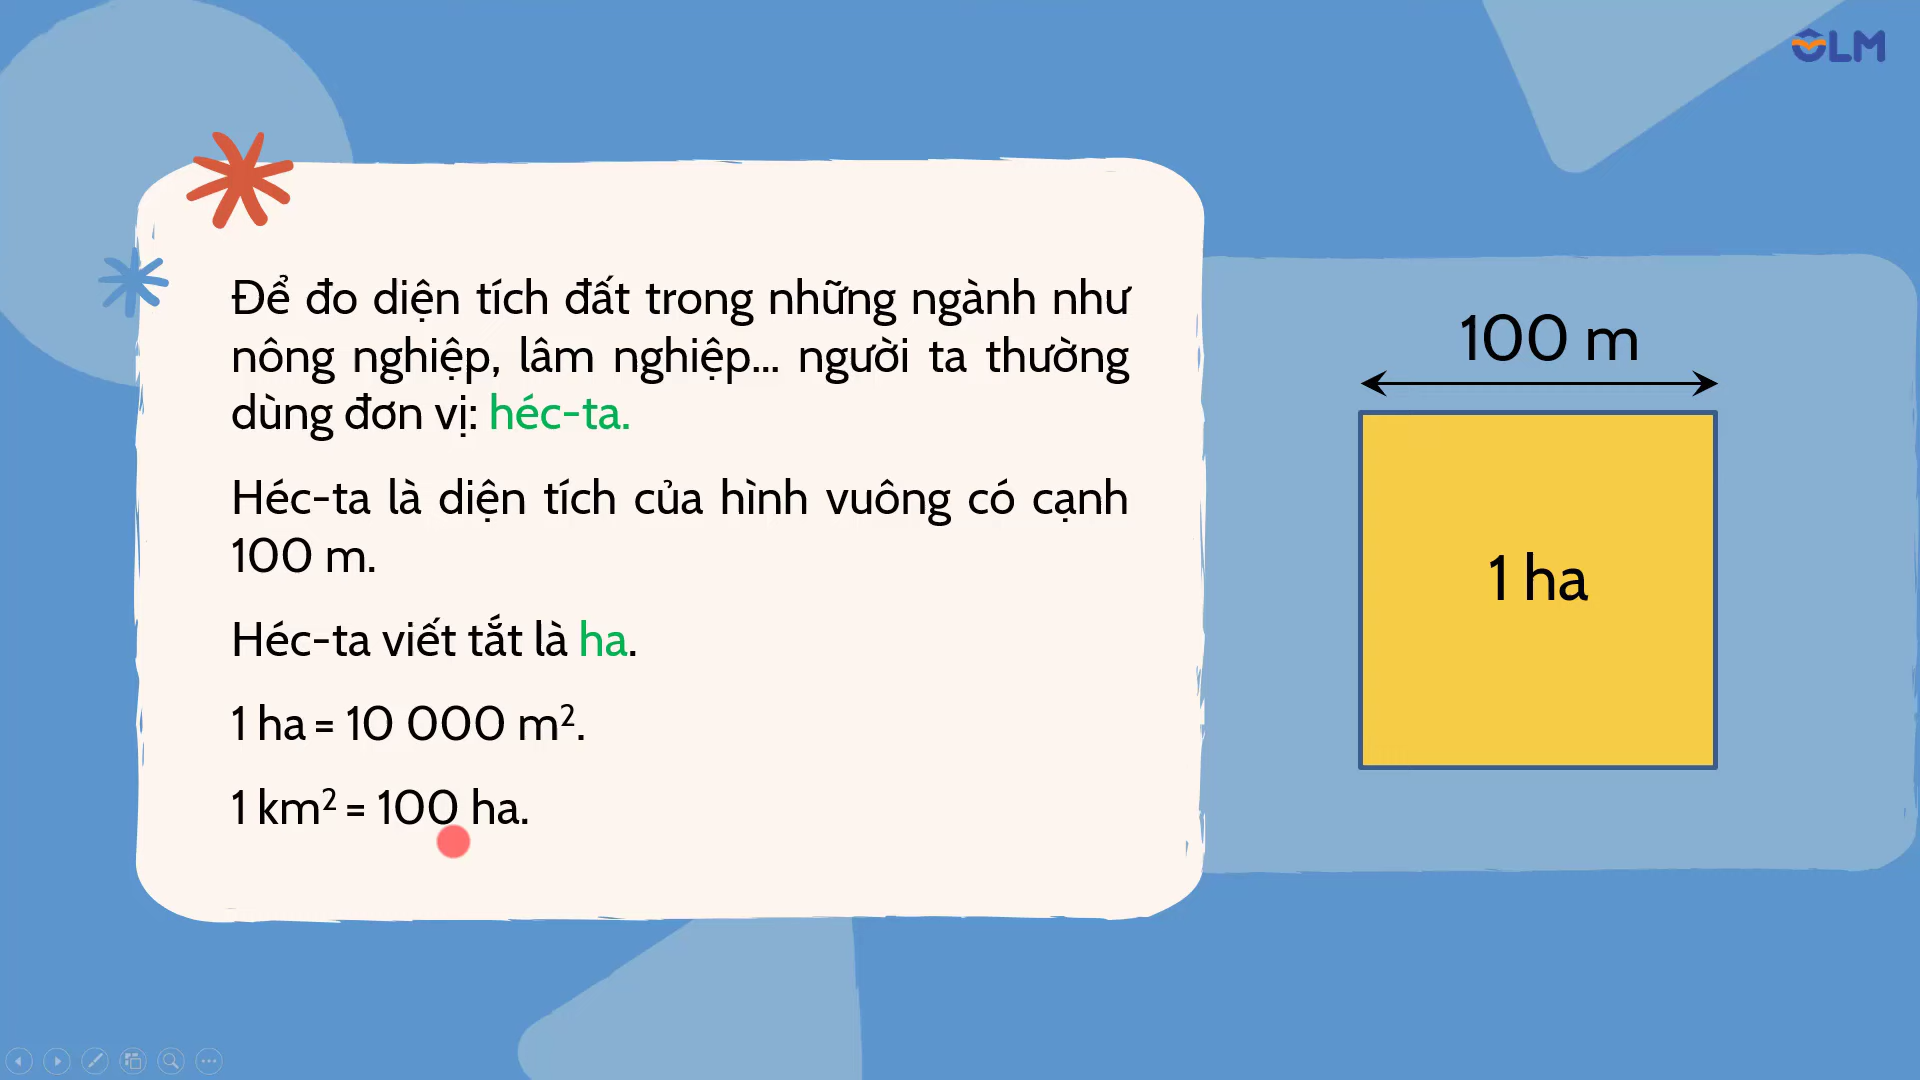 ÔLM
Để đo diện tích đất trong những ngành như
nông nghiệp, lâm nghiệp... người ta thường
dùng đơn vị: héc-ta.
Héc-ta là diện tích của hình vuông có cạnh
100 m.
Héc-ta viết tắt là ha.
1 ha = 10 000 m².
1 km² = 100 ha.
100 m
1 ha